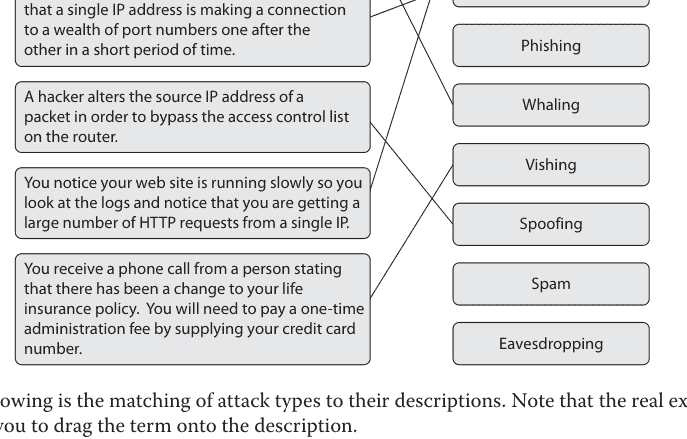 that a single IP address is making a connection
to a wealth of port numbers one after the
other in a short period of time.
A hacker alters the source IP address of a
packet in order to bypass the access control list
on the router.
You notice your web site is running slowly so you
look at the logs and notice that you are getting a
large number of HTTP requests from a single IP.
You receive a phone call from a person stating
that there has been a change to your life
insurance policy. You will need to pay a one-time
administration fee by supplying your credit card
number.
Phishing
Whaling
Vishing
Spoofing
Spam
Eavesdropping
owing is the matching of attack types to their descriptions. Note that the real ex
you to drag the term onto the description.